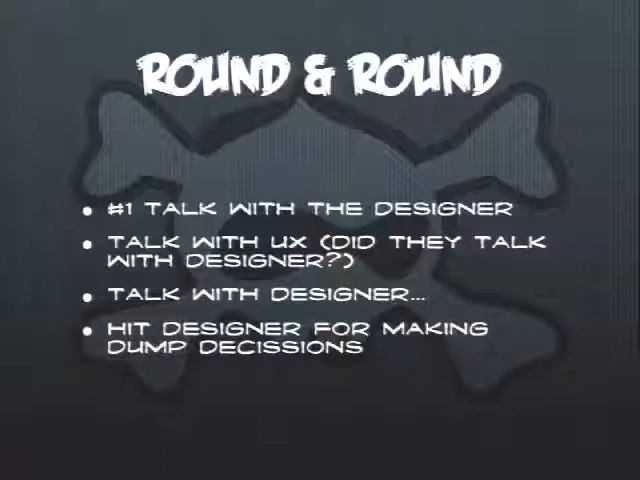 ROUND & ROUND
• #1 TALK WITH THE DESIGNER
• TALK WITH UX (DID THEY TALK
WITH DESIGNER?)
• TALK WITH DESIGNER...
• HIT DESIGNER FOR MAKING
DUMP DECISSIONS